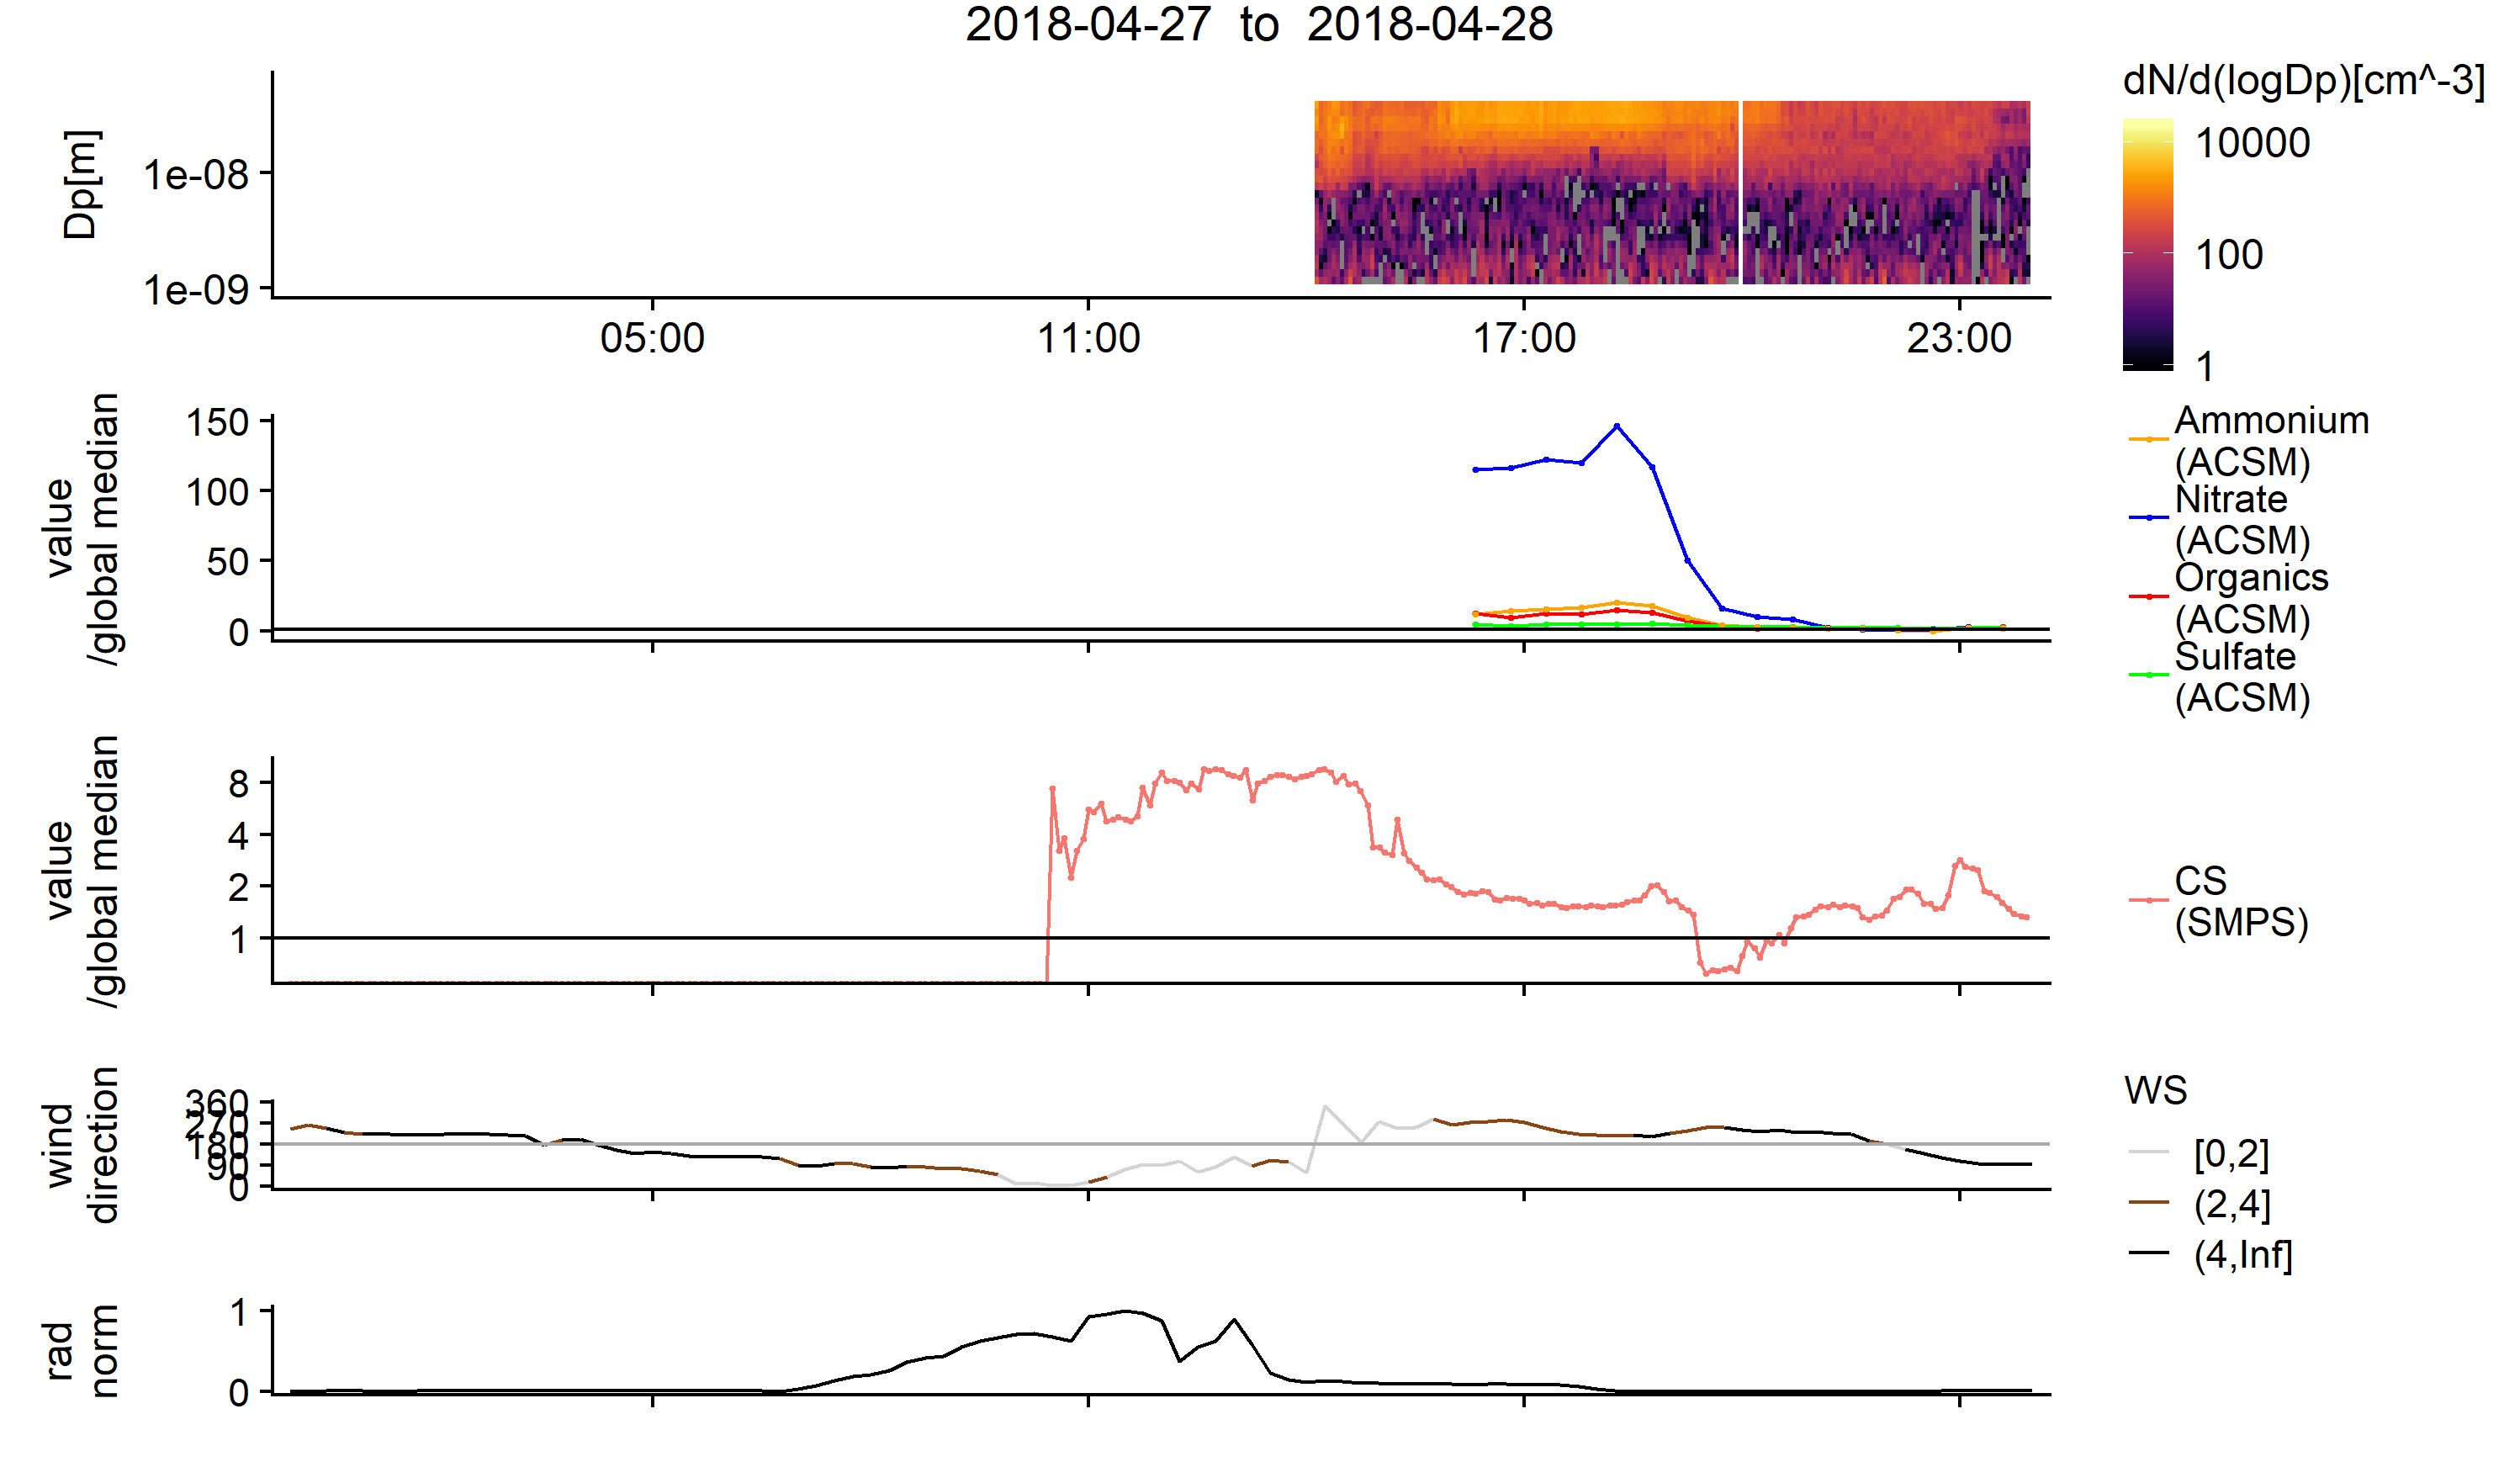 2018-04-27 to 2018-04-28
Dp[m]
1e-08
1e-09
05:00
11:00
17:00
23:00
dN/d(logDp)[cm^-3]
10000
100
1
value
/global median
150
100
50
0
Ammonium
(ACSM)
Nitrate
(ACSM)
Organics
(ACSM)
Sulfate
(ACSM)
value
/global median
8
4
2
1
CS
(SMPS)
wind
direction
360
270
180
90
0
WS
[0,2]
(2,4]
(4,Inf]
rad
norm
1
0